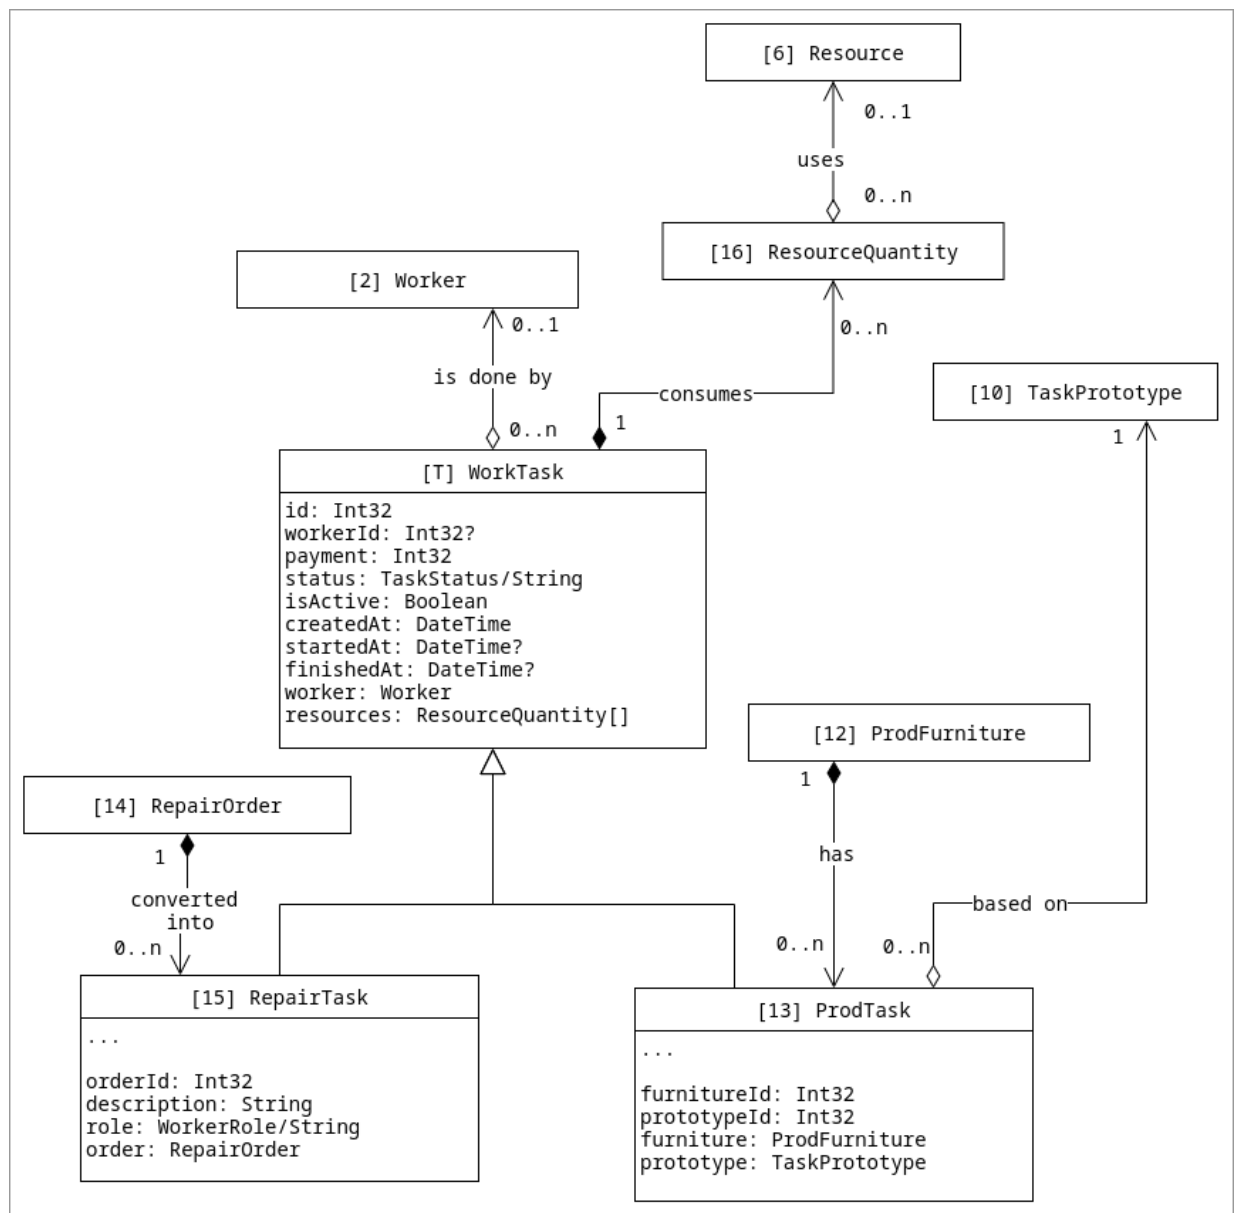 [6] Resource
0..1
uses
0..n
[16] ResourceQuantity
[2] Worker
0..1
0..n
is done by
consumes
[10] TaskPrototype
0..n
1
1
[T] WorkTask
id: Int32
workerId: Int32?
payment: Int32
status: TaskStatus/String
isActive: Boolean
createdAt: DateTime
startedAt: DateTime?
finishedAt: DateTime?
worker: Worker
resources: ResourceQuantity[]
[12] ProdFurniture
1
[14] RepairOrder
1
has
converted
into
based on
0..n
0..n
0..n
[15] RepairTask
...
orderId: Int32
description: String
role: WorkerRole/String
order: RepairOrder
[13] ProdTask
...
furnitureId: Int32
prototypeId: Int32
furniture: ProdFurniture
prototype: TaskPrototype